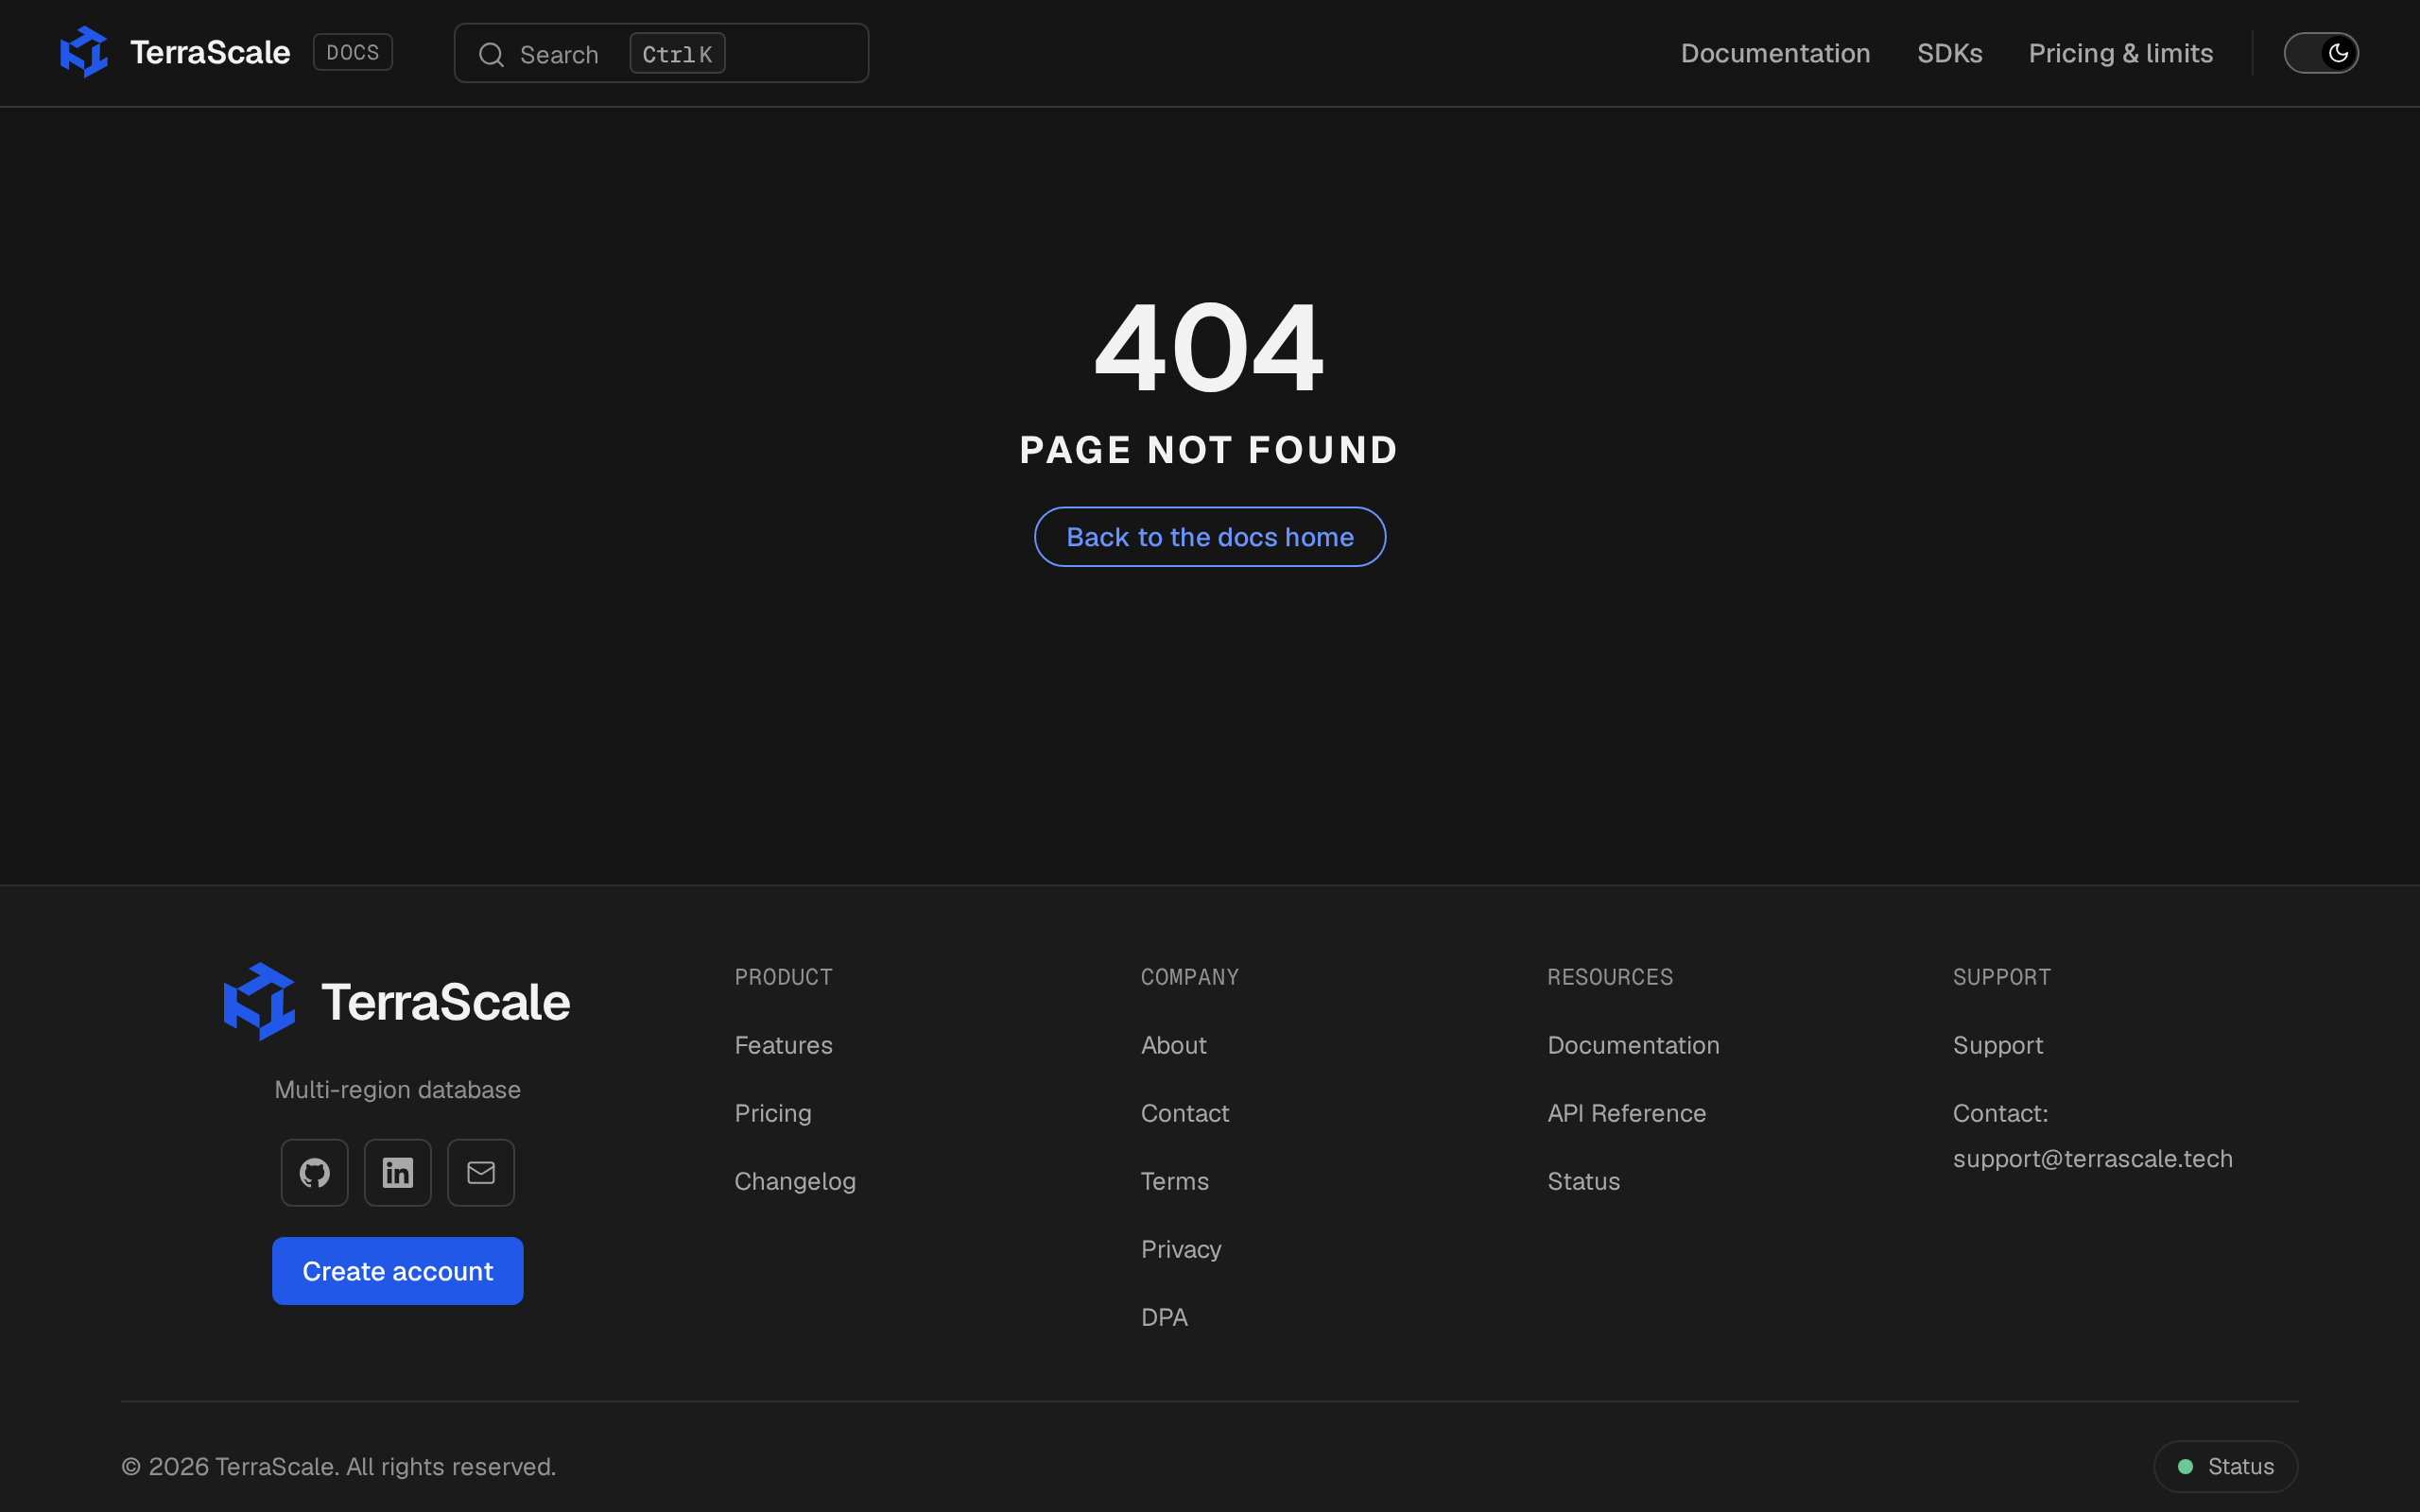 TerraScale DOCS Search Ctrl K Documentation SDKs Pricing & limits
404
PAGE NOT FOUND
Back to the docs home
TerraScale
Multi-region database
Create account
PRODUCT
Features
Pricing
Changelog
COMPANY
About
Contact
Terms
Privacy
DPA
RESOURCES
Documentation
API Reference
Status
SUPPORT
Support
Contact:
support@terrascale.tech
© 2026 TerraScale. All rights reserved.
Status